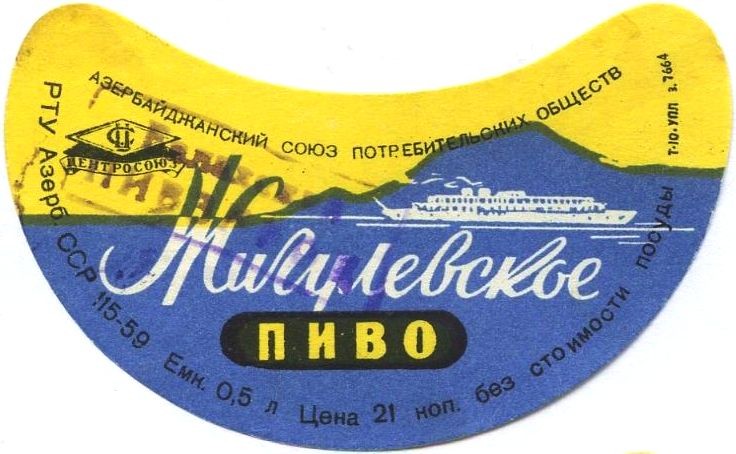 АЗЕРБАЙДЖАНСКИЙ СОЮЗ ПОТРЕБИТЕЛЬСКИХ ОБЩЕСТВ
ЦЕНТРОСОЮЗ
Жигулевское
ПИВО
РТУ Азерб. ССР 115-59 Емк. 0,5 л Цена 21 коп. без стоимости посуды
Т-10. УПЛ з. 7664